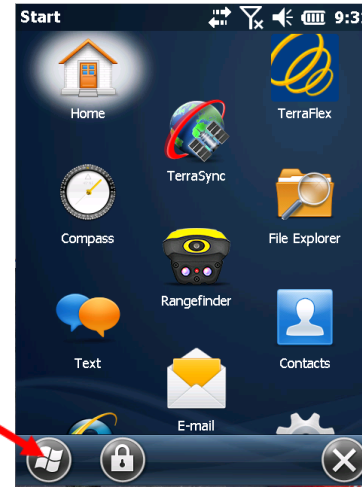 Start 9:3
Home
TerraFlex
TerraSync
Compass
File Explorer
Rangefinder
Text
Contacts
E-mail